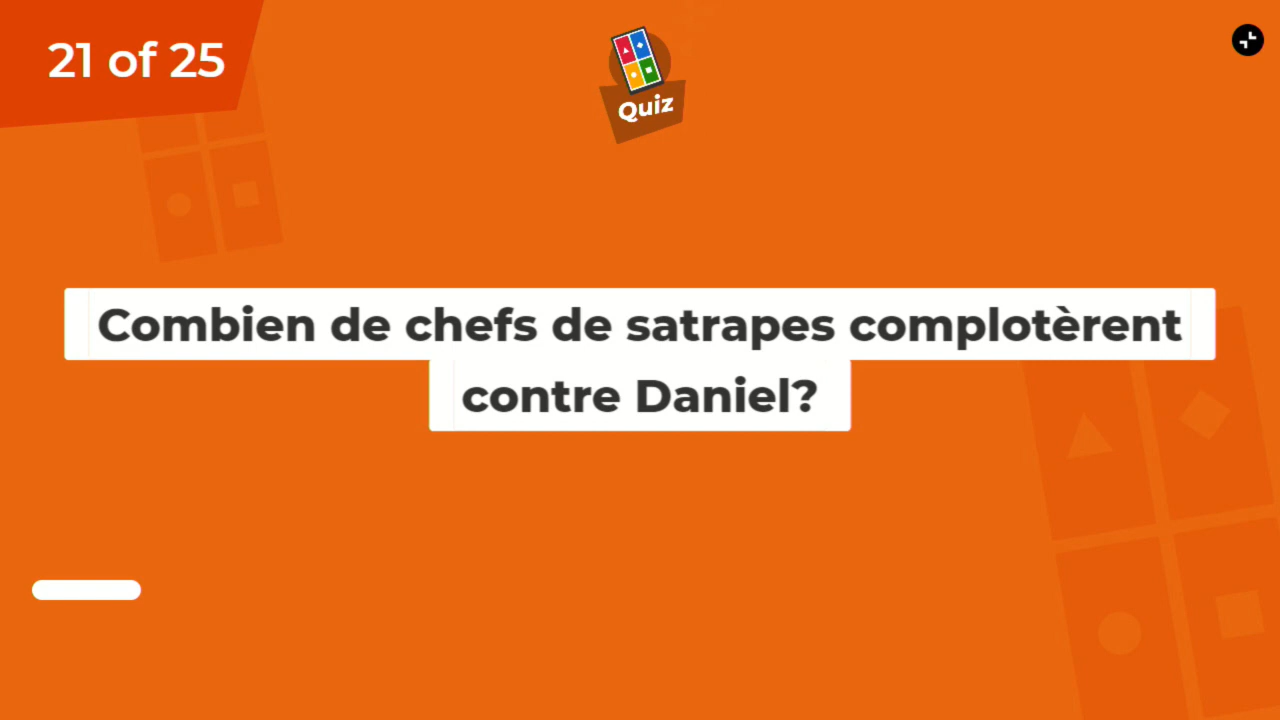 21 of 25
Quiz
Combien de chefs de satrapes complotèrent
contre Daniel?